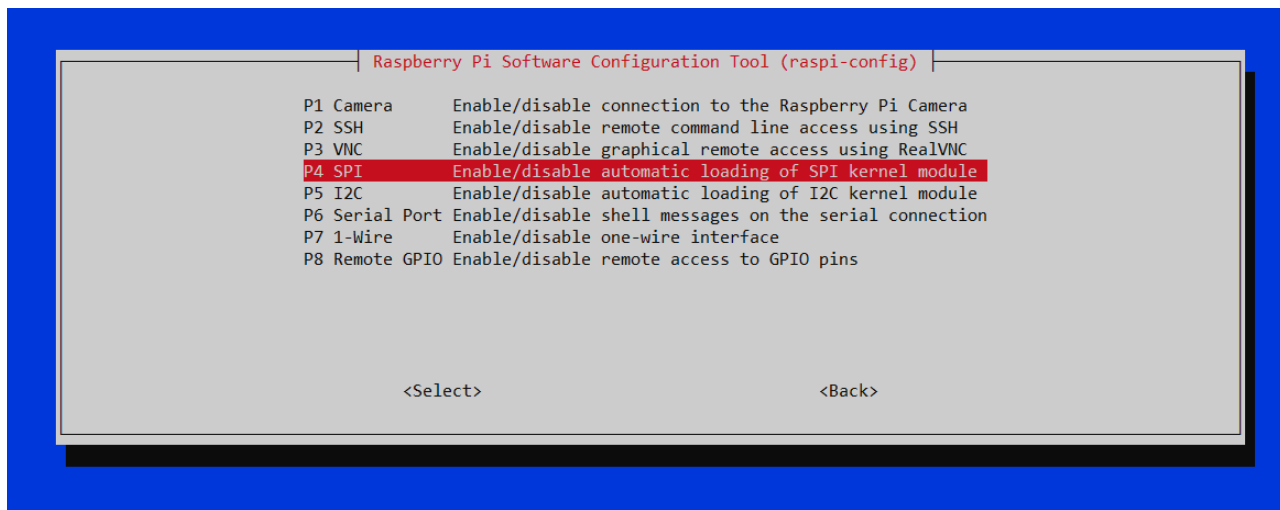 Raspberry Pi Software Configuration Tool (raspi-config)
P1 Camera Enable/disable connection to the Raspberry Pi Camera
P2 SSH Enable/disable remote command line access using SSH
P3 VNC Enable/disable graphical remote access using RealVNC
P4 SPI Enable/disable automatic loading of SPI kernel module
P5 I2C Enable/disable automatic loading of I2C kernel module
P6 Serial Port Enable/disable shell messages on the serial connection
P7 1-Wire Enable/disable one-wire interface
P8 Remote GPIO Enable/disable remote access to GPIO pins
<Select> <Back>